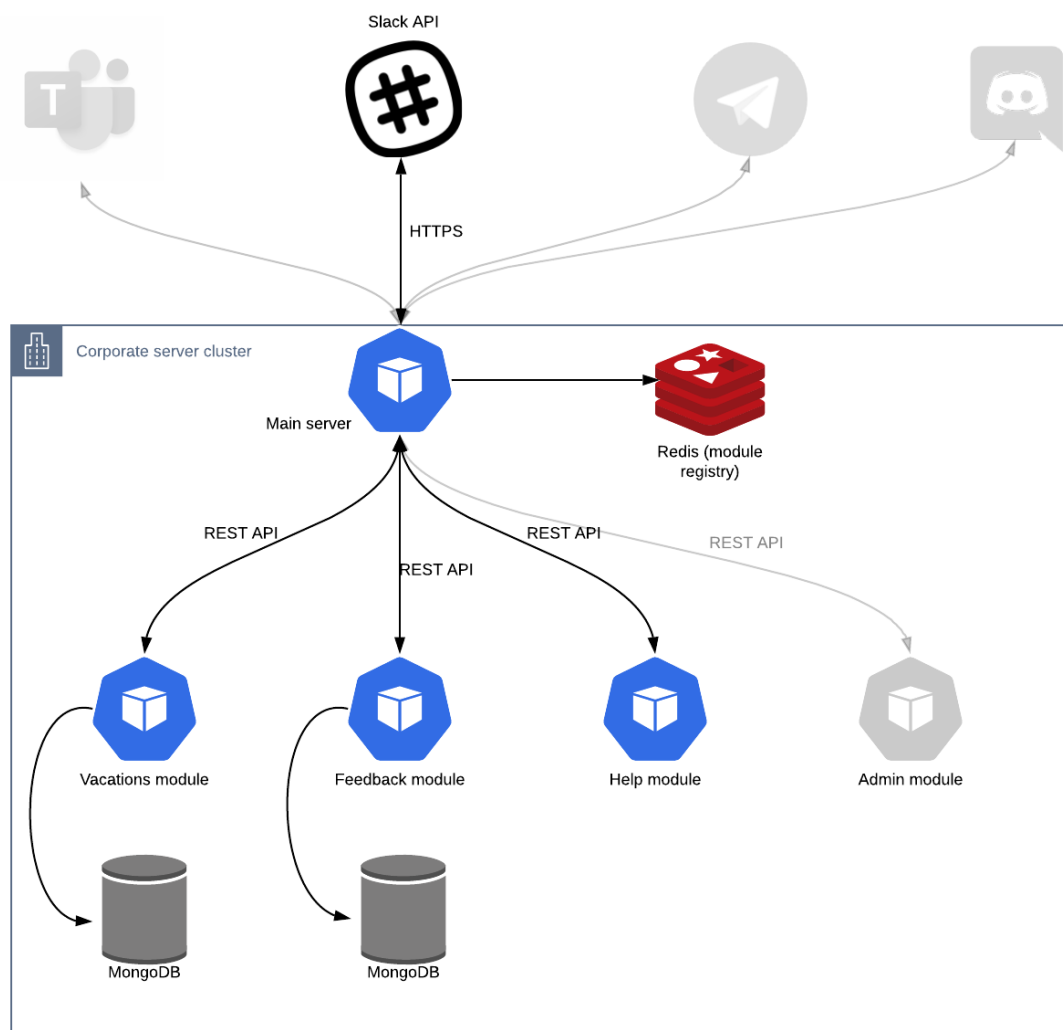 Slack API
T
HTTPS
Corporate server cluster
Main server
Redis (module
registry)
REST API
REST API
REST API
REST API
Vacations module
Feedback module
Help module
Admin module
MongoDB
MongoDB